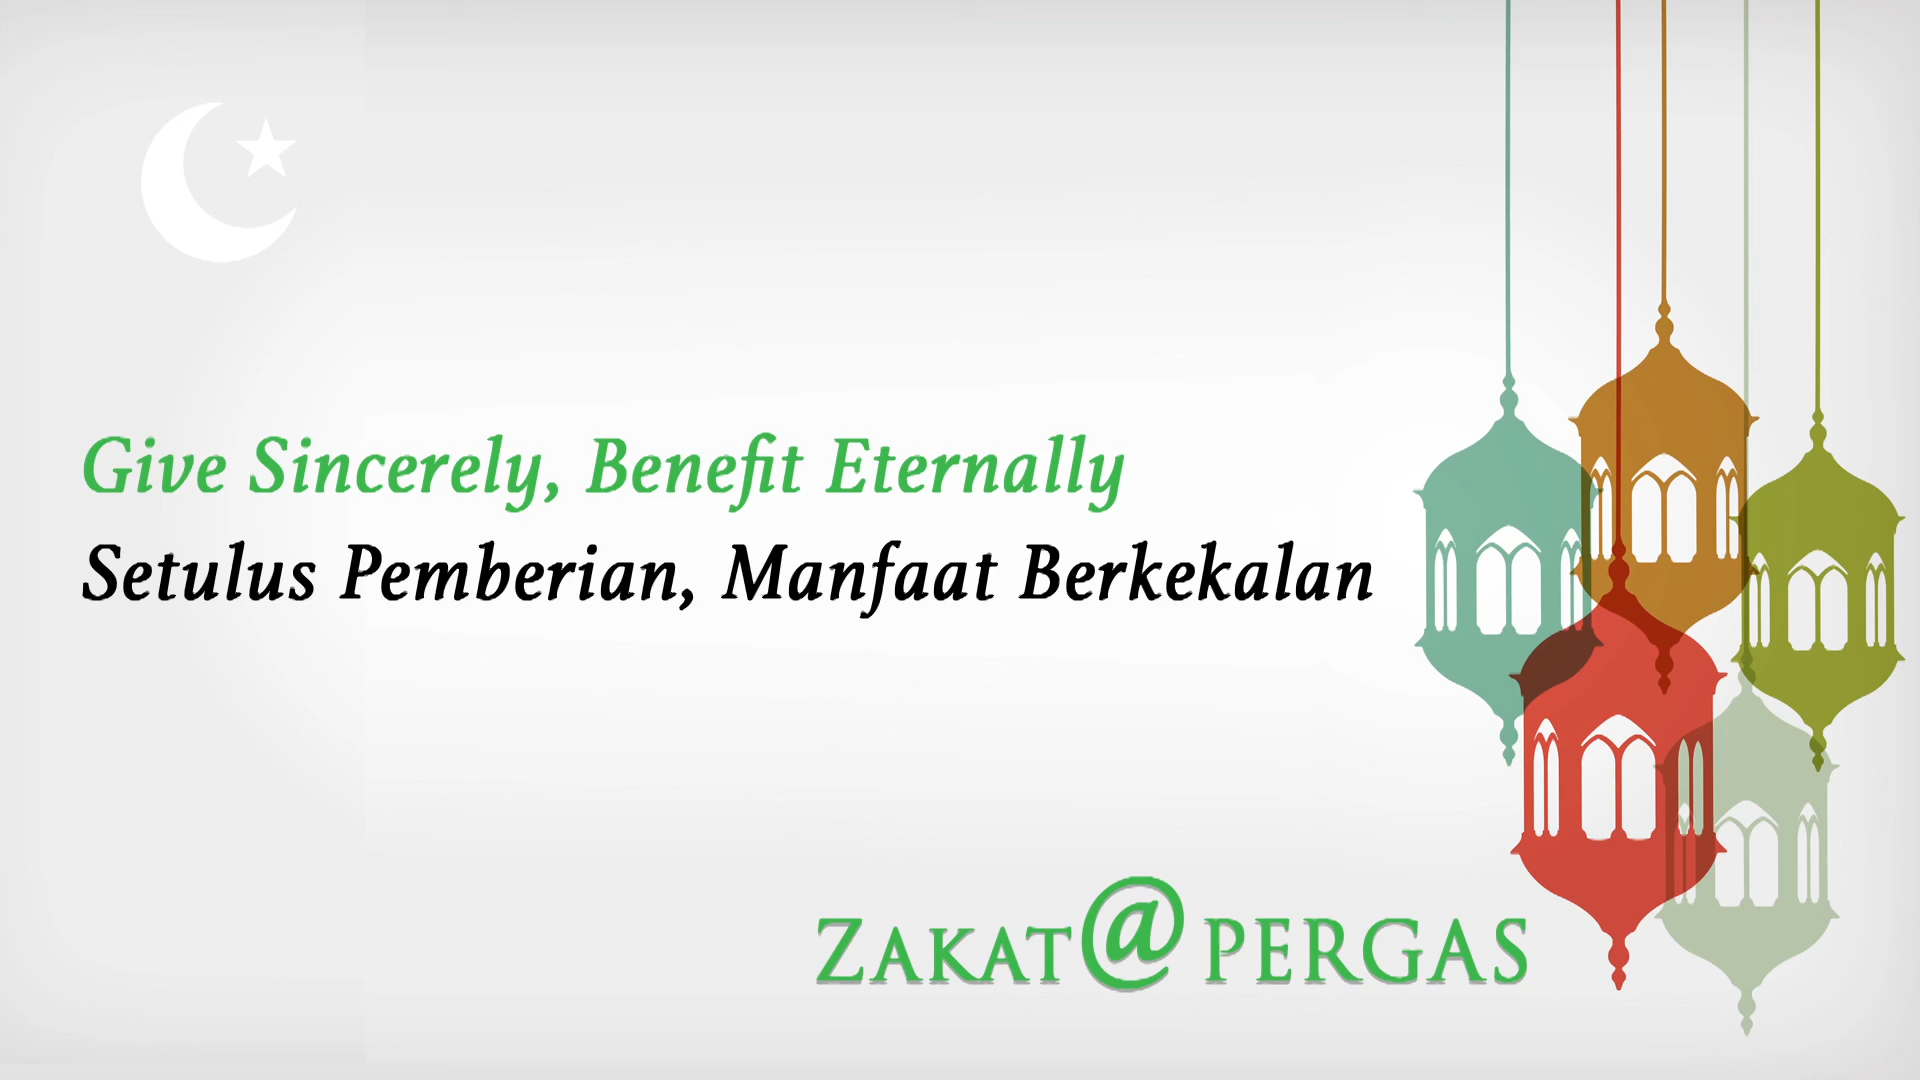 Give Sincerely, Benefit Eternally
Setulus Pemberian, Manfaat Berkekalan
ZAKAT@PERGAS